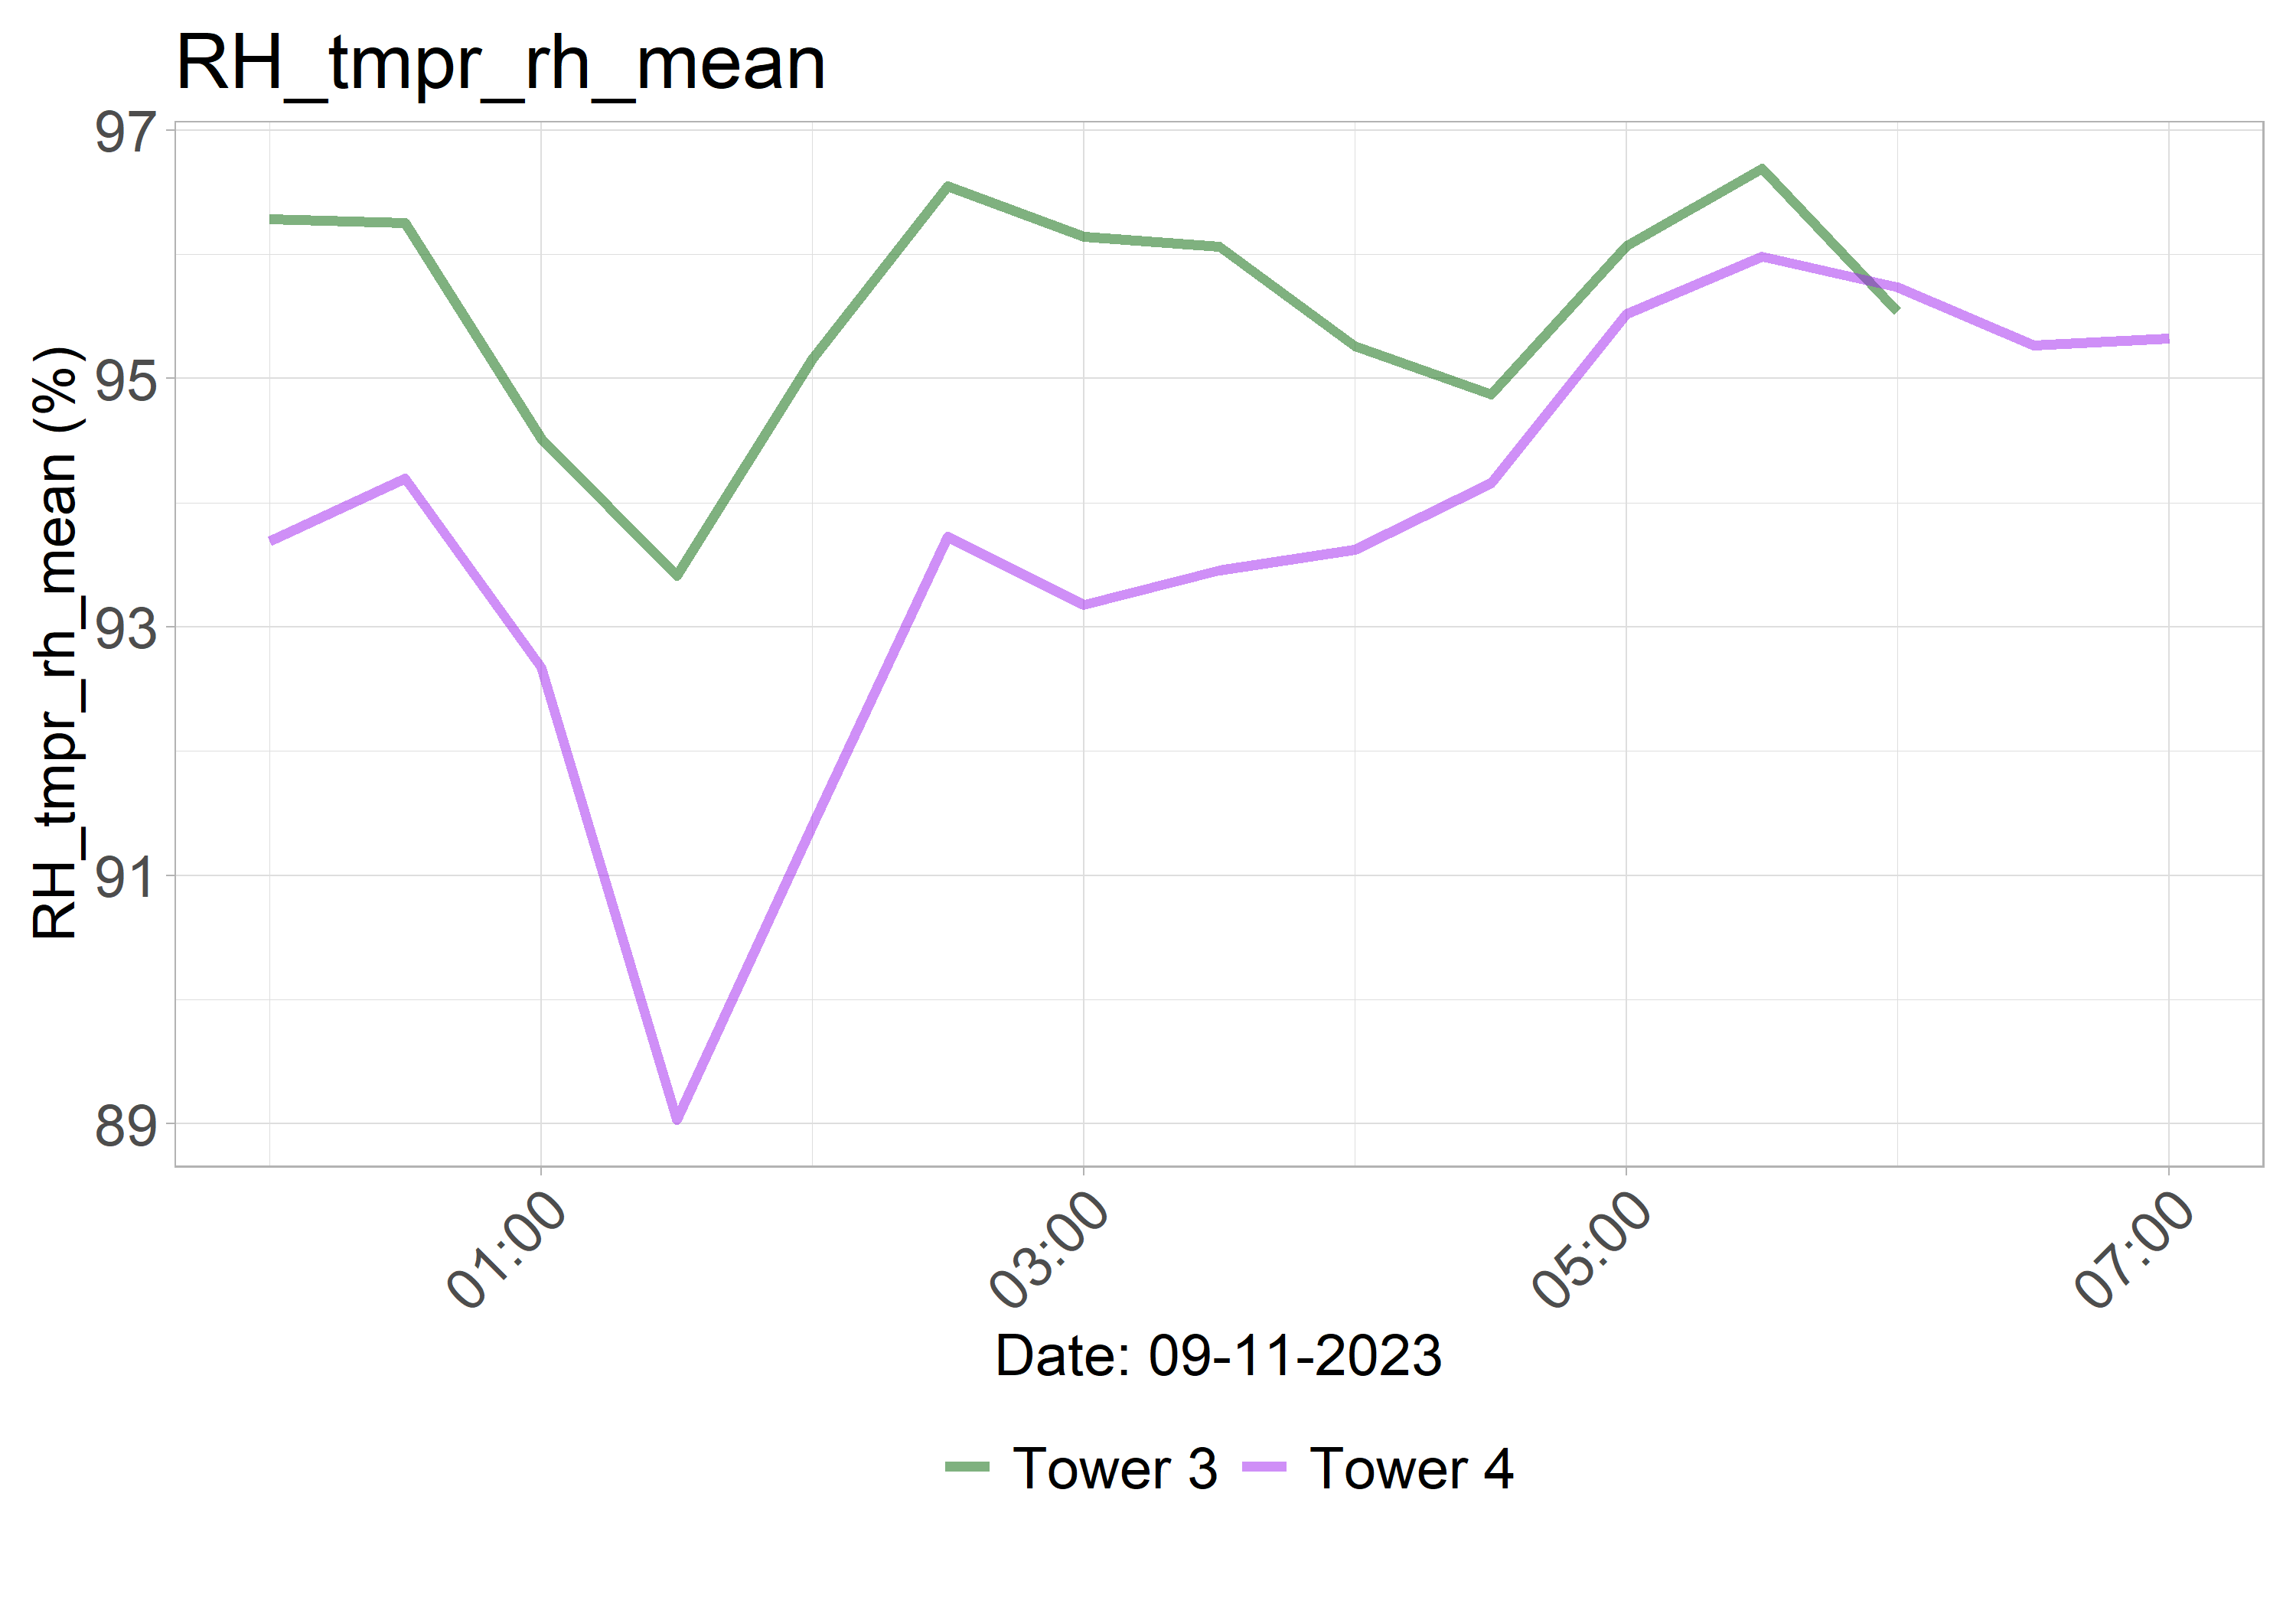 RH_tmpr_rh_mean
RH_tmpr_rh_mean (%)
97
95
93
91
89
01:00
03:00
05:00
07:00
Date: 09-11-2023
Tower 3
Tower 4